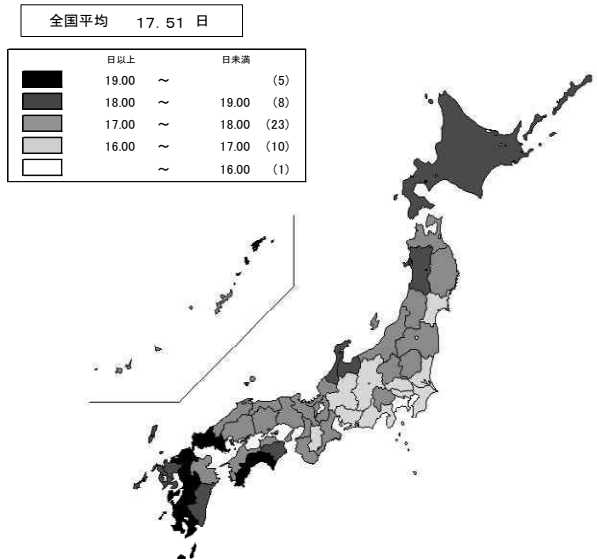 全国平均 17.51 日
日以上 日未満
19.00 ～ (5)
18.00 ～ 19.00 (8)
17.00 ～ 18.00 (23)
16.00 ～ 17.00 (10)
～ 16.00 (1)